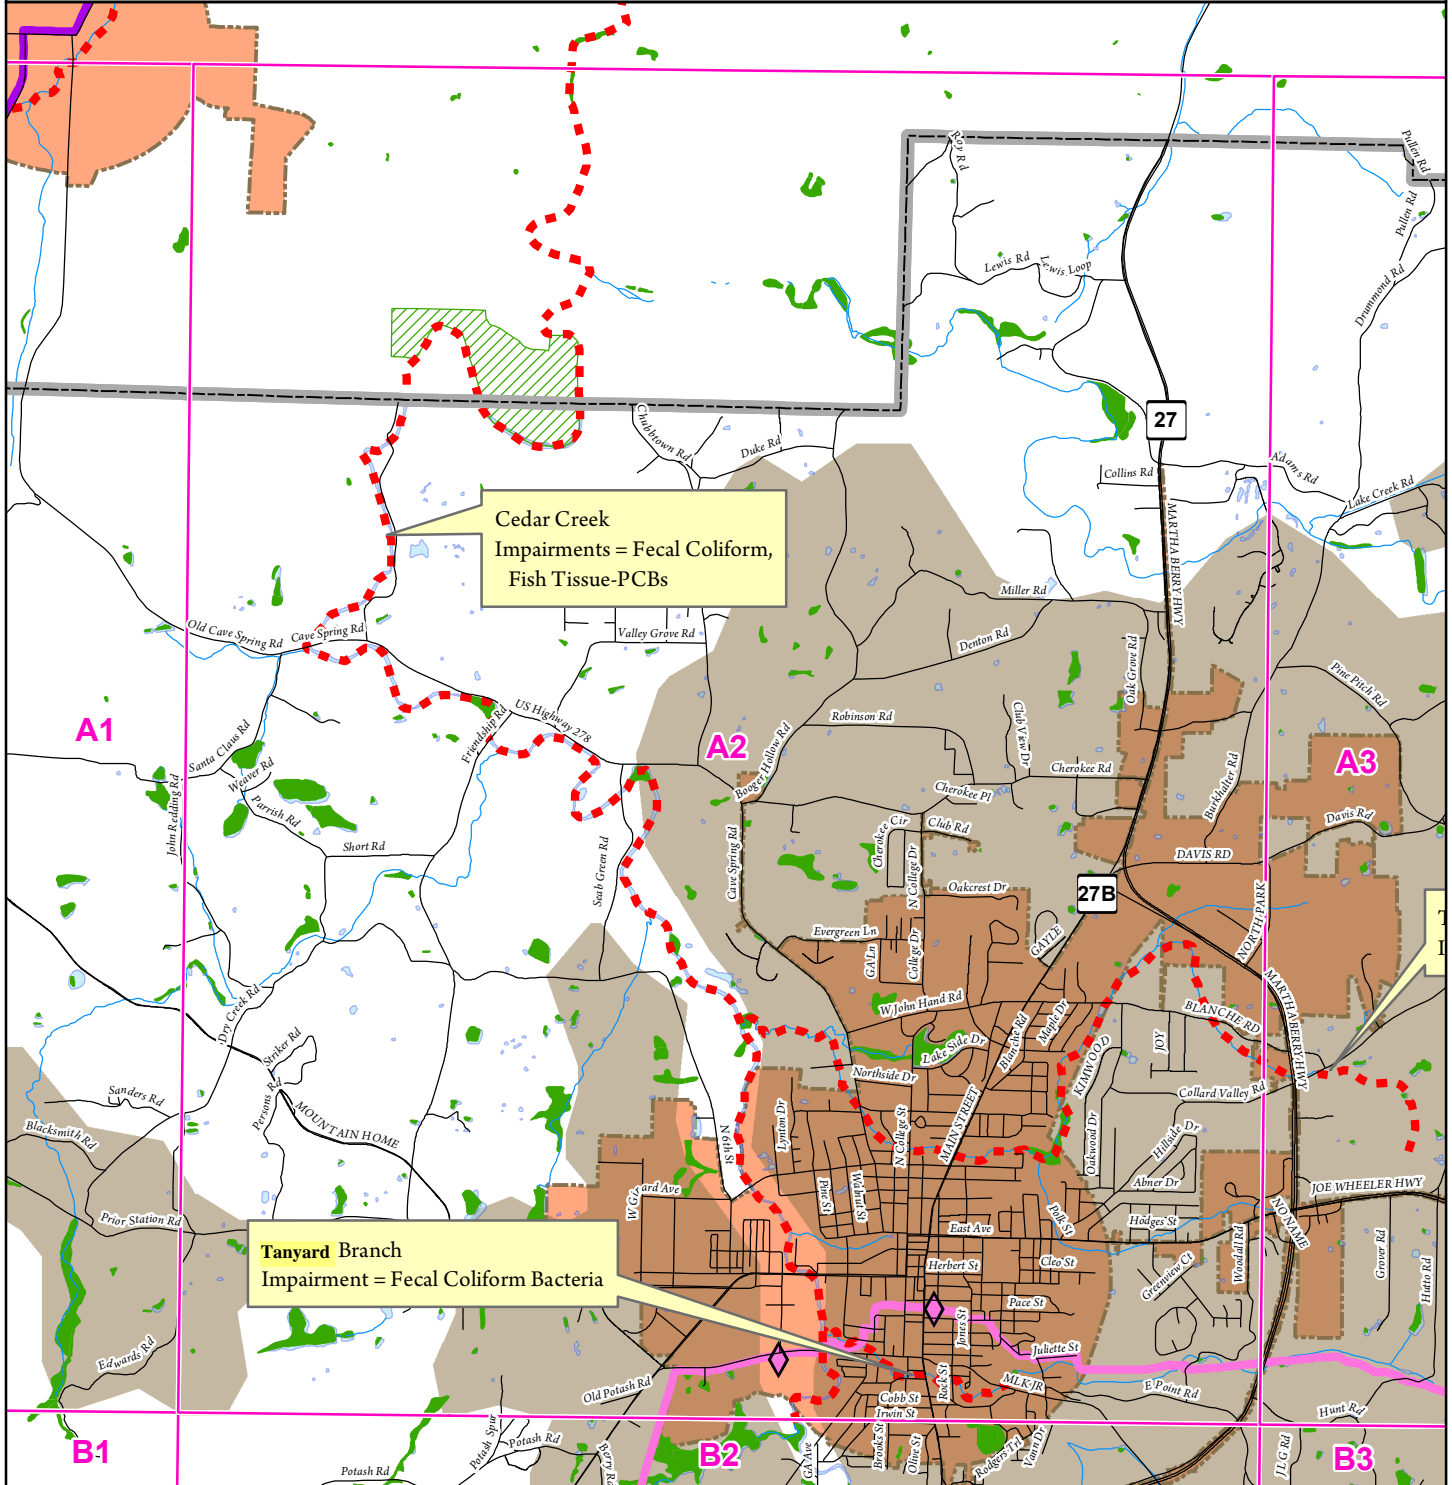 Roy Rd
Pullen Rd
Pullen Rd
Lewis Rd
Lewis Loop
Drummond Rd
27
Chubbtown Rd
Duke Rd
Collins Rd
Adams Rd
Lake Creek Rd
MARTHA BERRY HWY
Cedar Creek
Impairments = Fecal Coliform,
Fish Tissue-PCBs
Miller Rd
Old Cave Spring Rd
Cave Spring Rd
Valley Grove Rd
Denton Rd
Oak Grove Rd
Pine Pitch Rd
US Highway 278
Friendship Rd
Robinson Rd
Club View Dr
A1
A2
A3
Santa Claus Rd
Weaver Rd
Booger Hollow Rd
Cherokee Rd
Cherokee Pl
Burkhalter Rd
John Redding Rd
Parrish Rd
Cherokee Cir
Club Rd
Davis Rd
Short Rd
Seab Green Rd
Cave Spring Rd
N College Dr
DAVIS RD
Oakcrest Dr
27B
Evergreen Ln
GA Ln
College Dr
GAYLE
NORTH PARK
T
Dry Creek Rd
W John Hand Rd
Blanche Rd
Maple Dr
BLANCHE RD
MARTHA BERRY HWY
Striker Rd
Lake Side Dr
JOY
Northside Dr
KIMWOOD
Sanders Rd
Persons Rd
MOUNTAIN HOME
Collard Valley Rd
Blacksmith Rd
N 6th St
Lynton Dr
N College St
MAIN STREET
Oakwood Dr
Hillside Dr
W Girard Ave
Pine St
Walnut St
Abner Dr
JOE WHEELER HWY
Prior Station Rd
East Ave
Polk St
Hodges St
NO NAME
Tanyard Branch
Impairment = Fecal Coliform Bacteria
Herbert St
Cleo St
Greenview Ct
Woodall Rd
Grover Rd
Hutto Rd
Pace St
Jones St
Edwards Rd
Juliette St
Old Potash Rd
Rock St
MLK JR
E Point Rd
Cobb St
Irwin St
Hunt Rd
B1
B2
B3
Potash Spur
Potash Rd
Berry Rd
GA Ave
Brooks St
Olive St
Rodgers Trl
Vann Dr
J L G Rd
Potash Rd